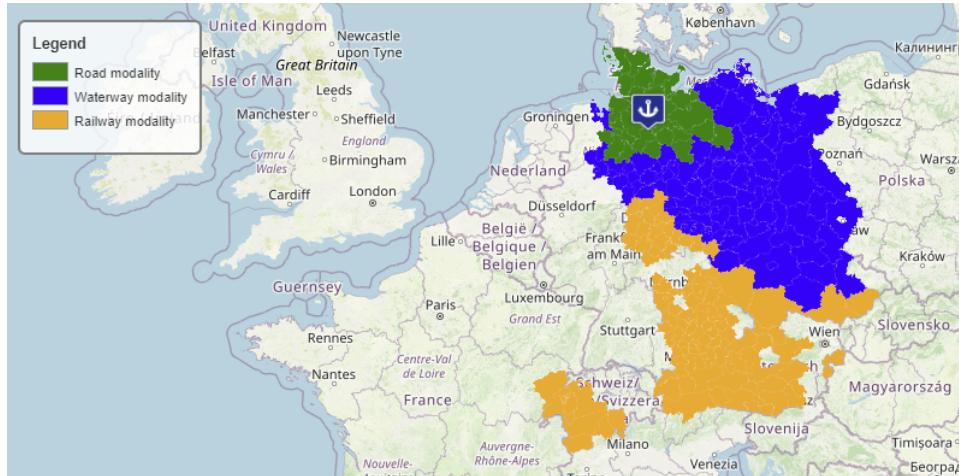 Legend
Road modality
Waterway modality
Railway modality
United Kingdom
København
Newcastle
upon Tyne
Belfast
Great Britain
Isle of Man
Leeds
Manchester
Sheffield
England
Cymru /
Wales
Birmingham
Cardiff
London
Groningen
Nederland
Düsseldorf
België /
Belgique /
Belgien
Lille
Frankf
am Main
Luxembourg
Guernsey
Paris
Grand Est
Rennes
Nantes
Stuttgart
Centre-Val
de Loire
France
Schweiz/
/Svizzera
Milano
Auvergne-
Rhône-Alpes
Nouvelle-
Venezia
Torino
Slovenija
Wien
Slovensko
Magyarország
Timișoara
Београд
Gdańsk
Калининг
Bydgoszcz
Poznań
Warsza
Polska
Kraków